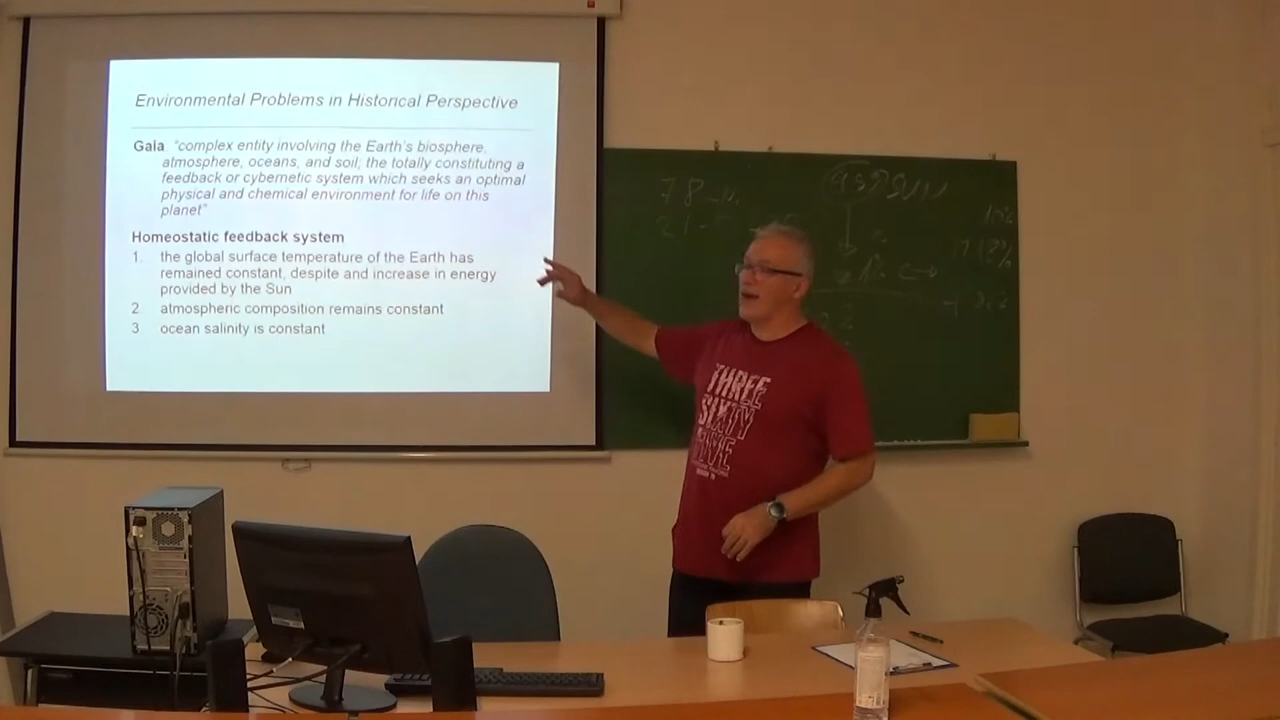 Environmental Problems in Historical Perspective
Gaia "complex entity involving the Earth's biosphere,
atmosphere, oceans, and soil; the totally constituting a
feedback or cybernetic system which seeks an optimal
physical and chemical environment for life on this
planet"
Homeostatic feedback system
1. the global surface temperature of the Earth has
remained constant, despite and increase in energy
provided by the Sun
2 atmospheric composition remains constant
3 ocean salinity is constant
78
21
THREE
SIXTY
FIVE